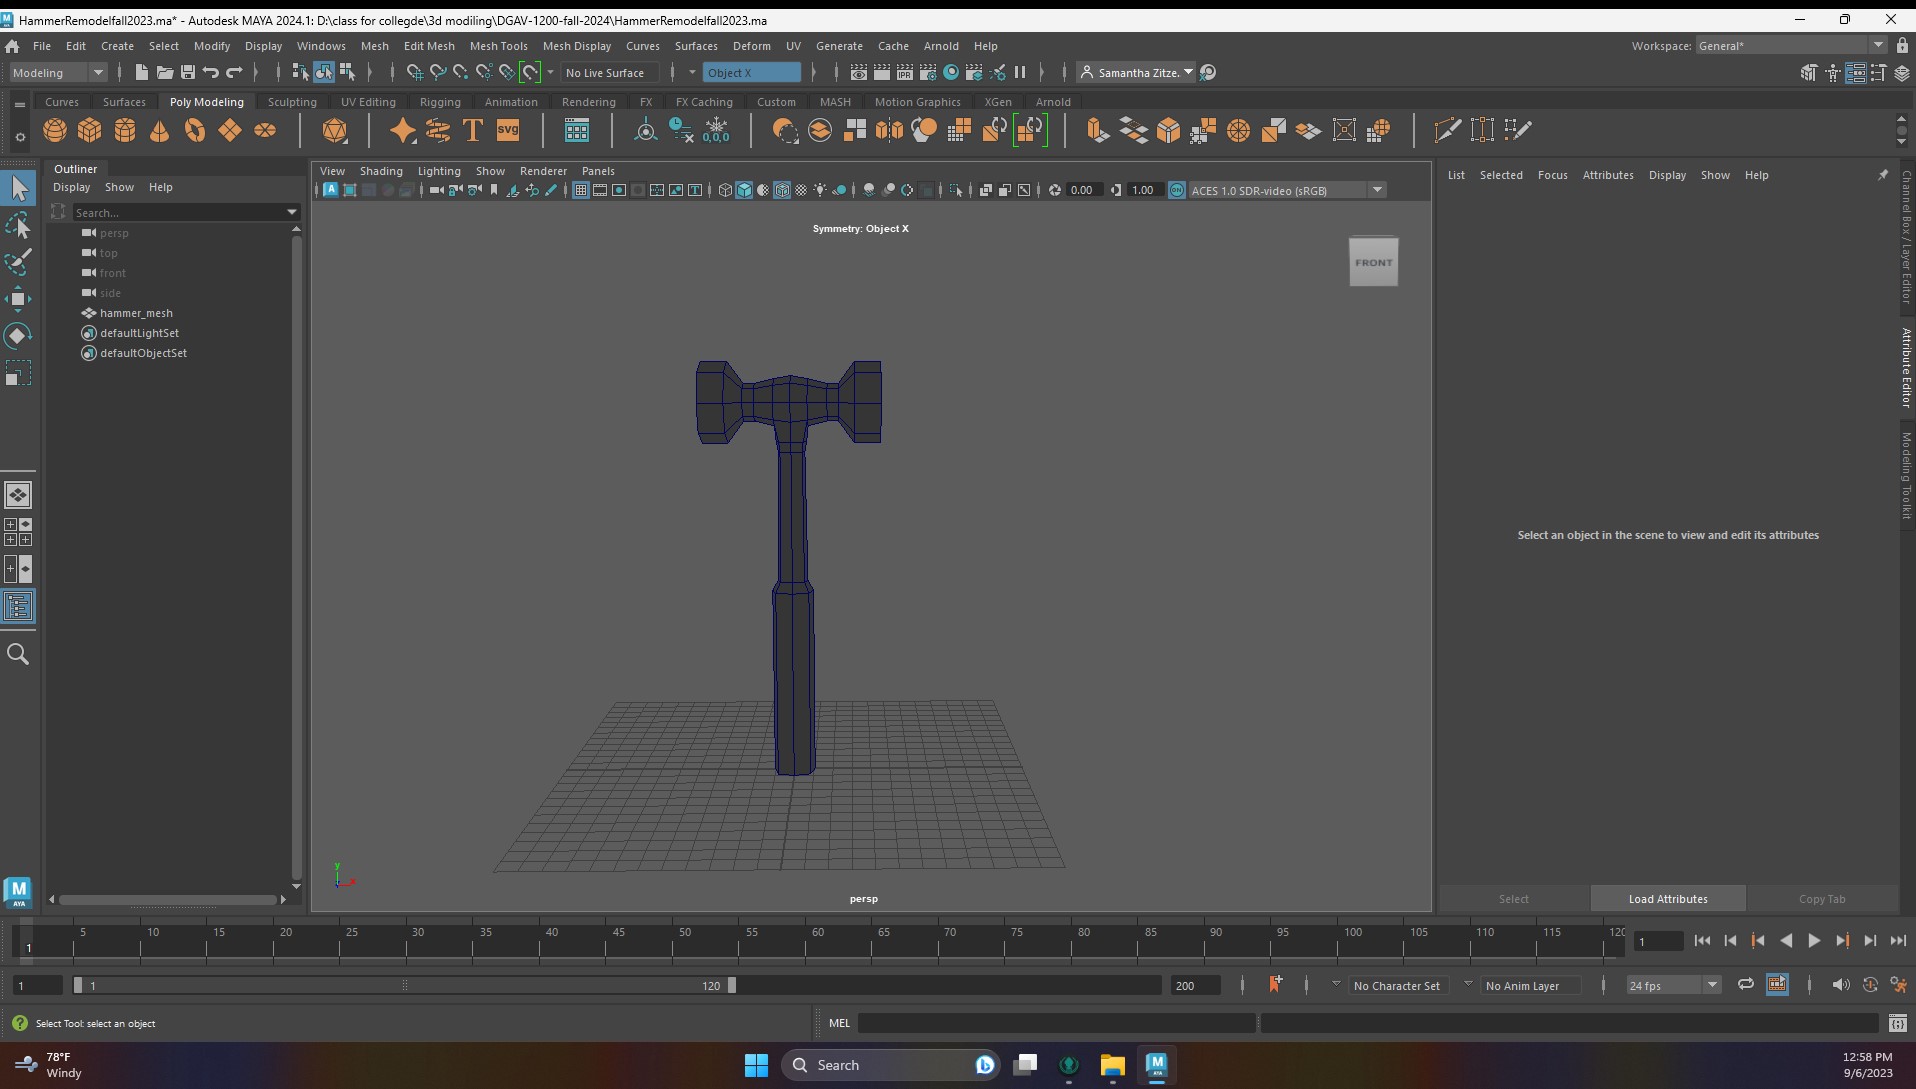 HammerRemodelfall2023.ma* - Autodesk MAYA 2024.1: D:\class for collegde\3d modiling\DGAV-1200-fall-2024\HammerRemodelfall2023.ma
File Edit Create Select Modify Display Windows Mesh Edit Mesh Mesh Tools Mesh Display Curves Surfaces Deform UV Generate Cache Arnold Help Workspace: General*
Modeling No Live Surface Object X Samantha Zitze.
Curves Surfaces Poly Modeling Sculpting UV Editing Rigging Animation Rendering FX FX Caching Custom MASH Motion Graphics XGen Arnold
T SVG 0,0,0 IPR
Outliner
Display Show Help
Search...
persp
top
front
side
hammer_mesh
defaultLightSet
defaultObjectSet
View Shading Lighting Show Renderer Panels
0.00 1.00 ON ACES 1.0 SDR-video (sRGB)
Symmetry: Object X
FRONT
y
x
persp
List Selected Focus Attributes Display Show Help
Select an object in the scene to view and edit its attributes
Select Load Attributes Copy Tab
Channel Box / Layer Editor
Attribute Editor
Modeling Toolkit
M
AYA
1 5 10 15 20 25 30 35 40 45 50 55 60 65 70 75 80 85 90 95 100 105 110 115 120 1
1 1 120 200 No Character Set No Anim Layer 24 fps
Select Tool: select an object MEL
78°F
Windy
Search
M
AYA
12:58 PM
9/6/2023